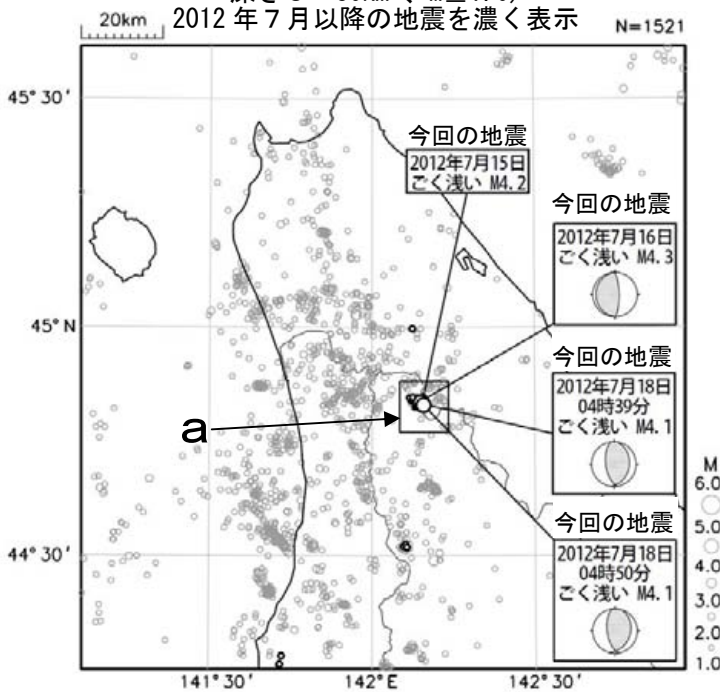 2012 年 7 月以降の地震を濃く表示
20km
N=1521
45°30′
今回の地震
2012年7月15日
ごく浅い M4.2
今回の地震
2012年7月16日
ごく浅い M4.3
45°N
今回の地震
2012年7月18日
04時39分
ごく浅い M4.1
a
M
6.0
5.0
4.0
3.0
2.0
1.0
44°30′
今回の地震
2012年7月18日
04時50分
ごく浅い M4.1
141°30′
142°E
142°30′